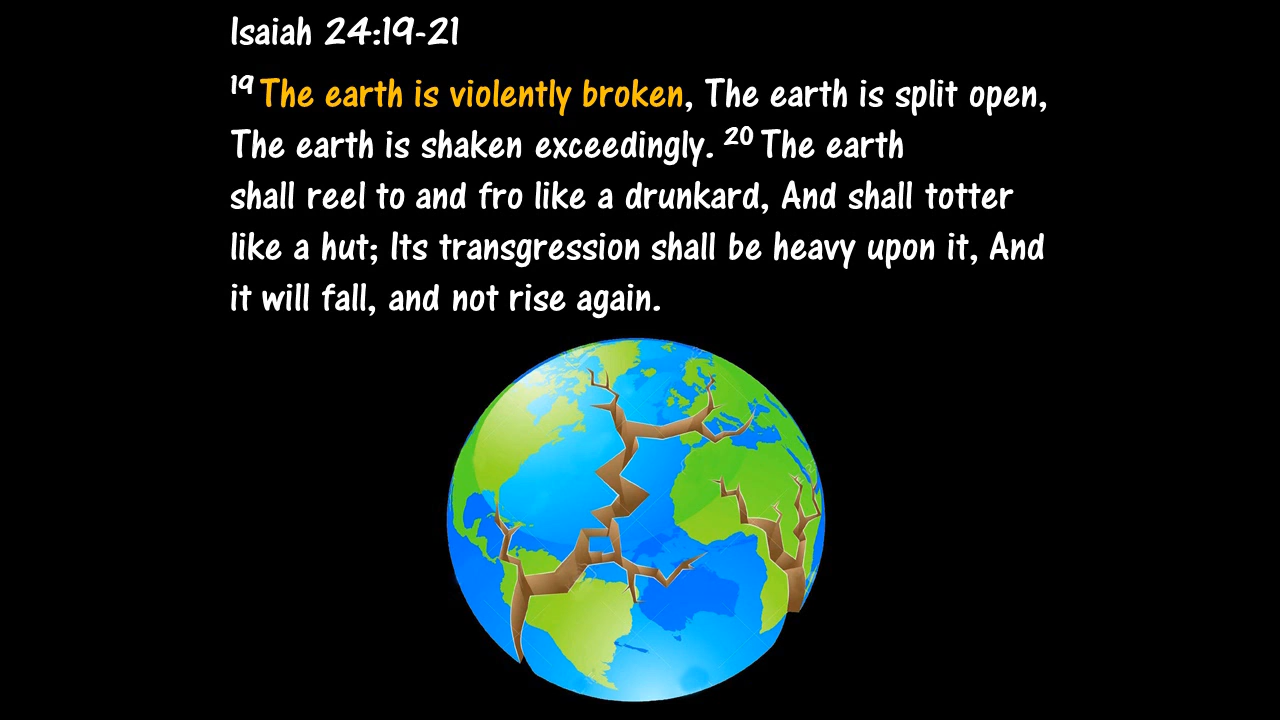 Isaiah 24:19-21
19 The earth is violently broken, The earth is split open,
The earth is shaken exceedingly. 20 The earth
shall reel to and fro like a drunkard, And shall totter
like a hut; Its transgression shall be heavy upon it, And
it will fall, and not rise again.